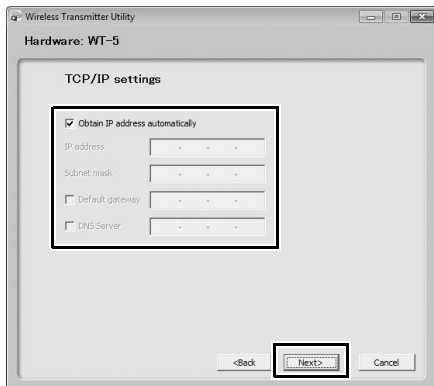 Wireless Transmitter Utility
Hardware: WT-5
TCP/IP settings
Obtain IP address automatically
IP address
Subnet mask
Default gateway
DNS Server
<Back Next> Cancel